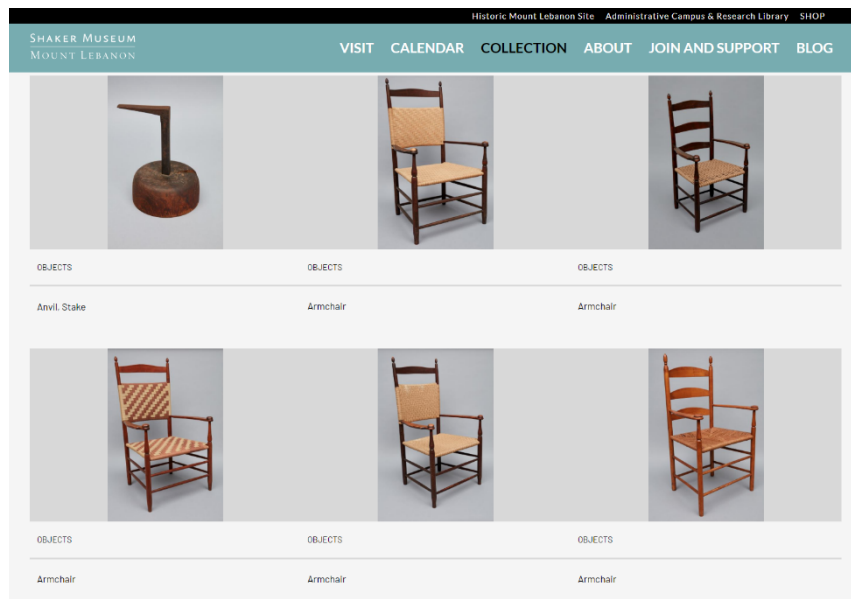 Historic Mount Lebanon Site Administrative Campus & Research Library SHOP
SHAKER MUSEUM
MOUNT LEBANON
VISIT CALENDAR COLLECTION ABOUT JOIN AND SUPPORT BLOG
OBJECTS OBJECTS OBJECTS
Anvil, Stake Armchair Armchair
OBJECTS OBJECTS OBJECTS
Armchair Armchair Armchair